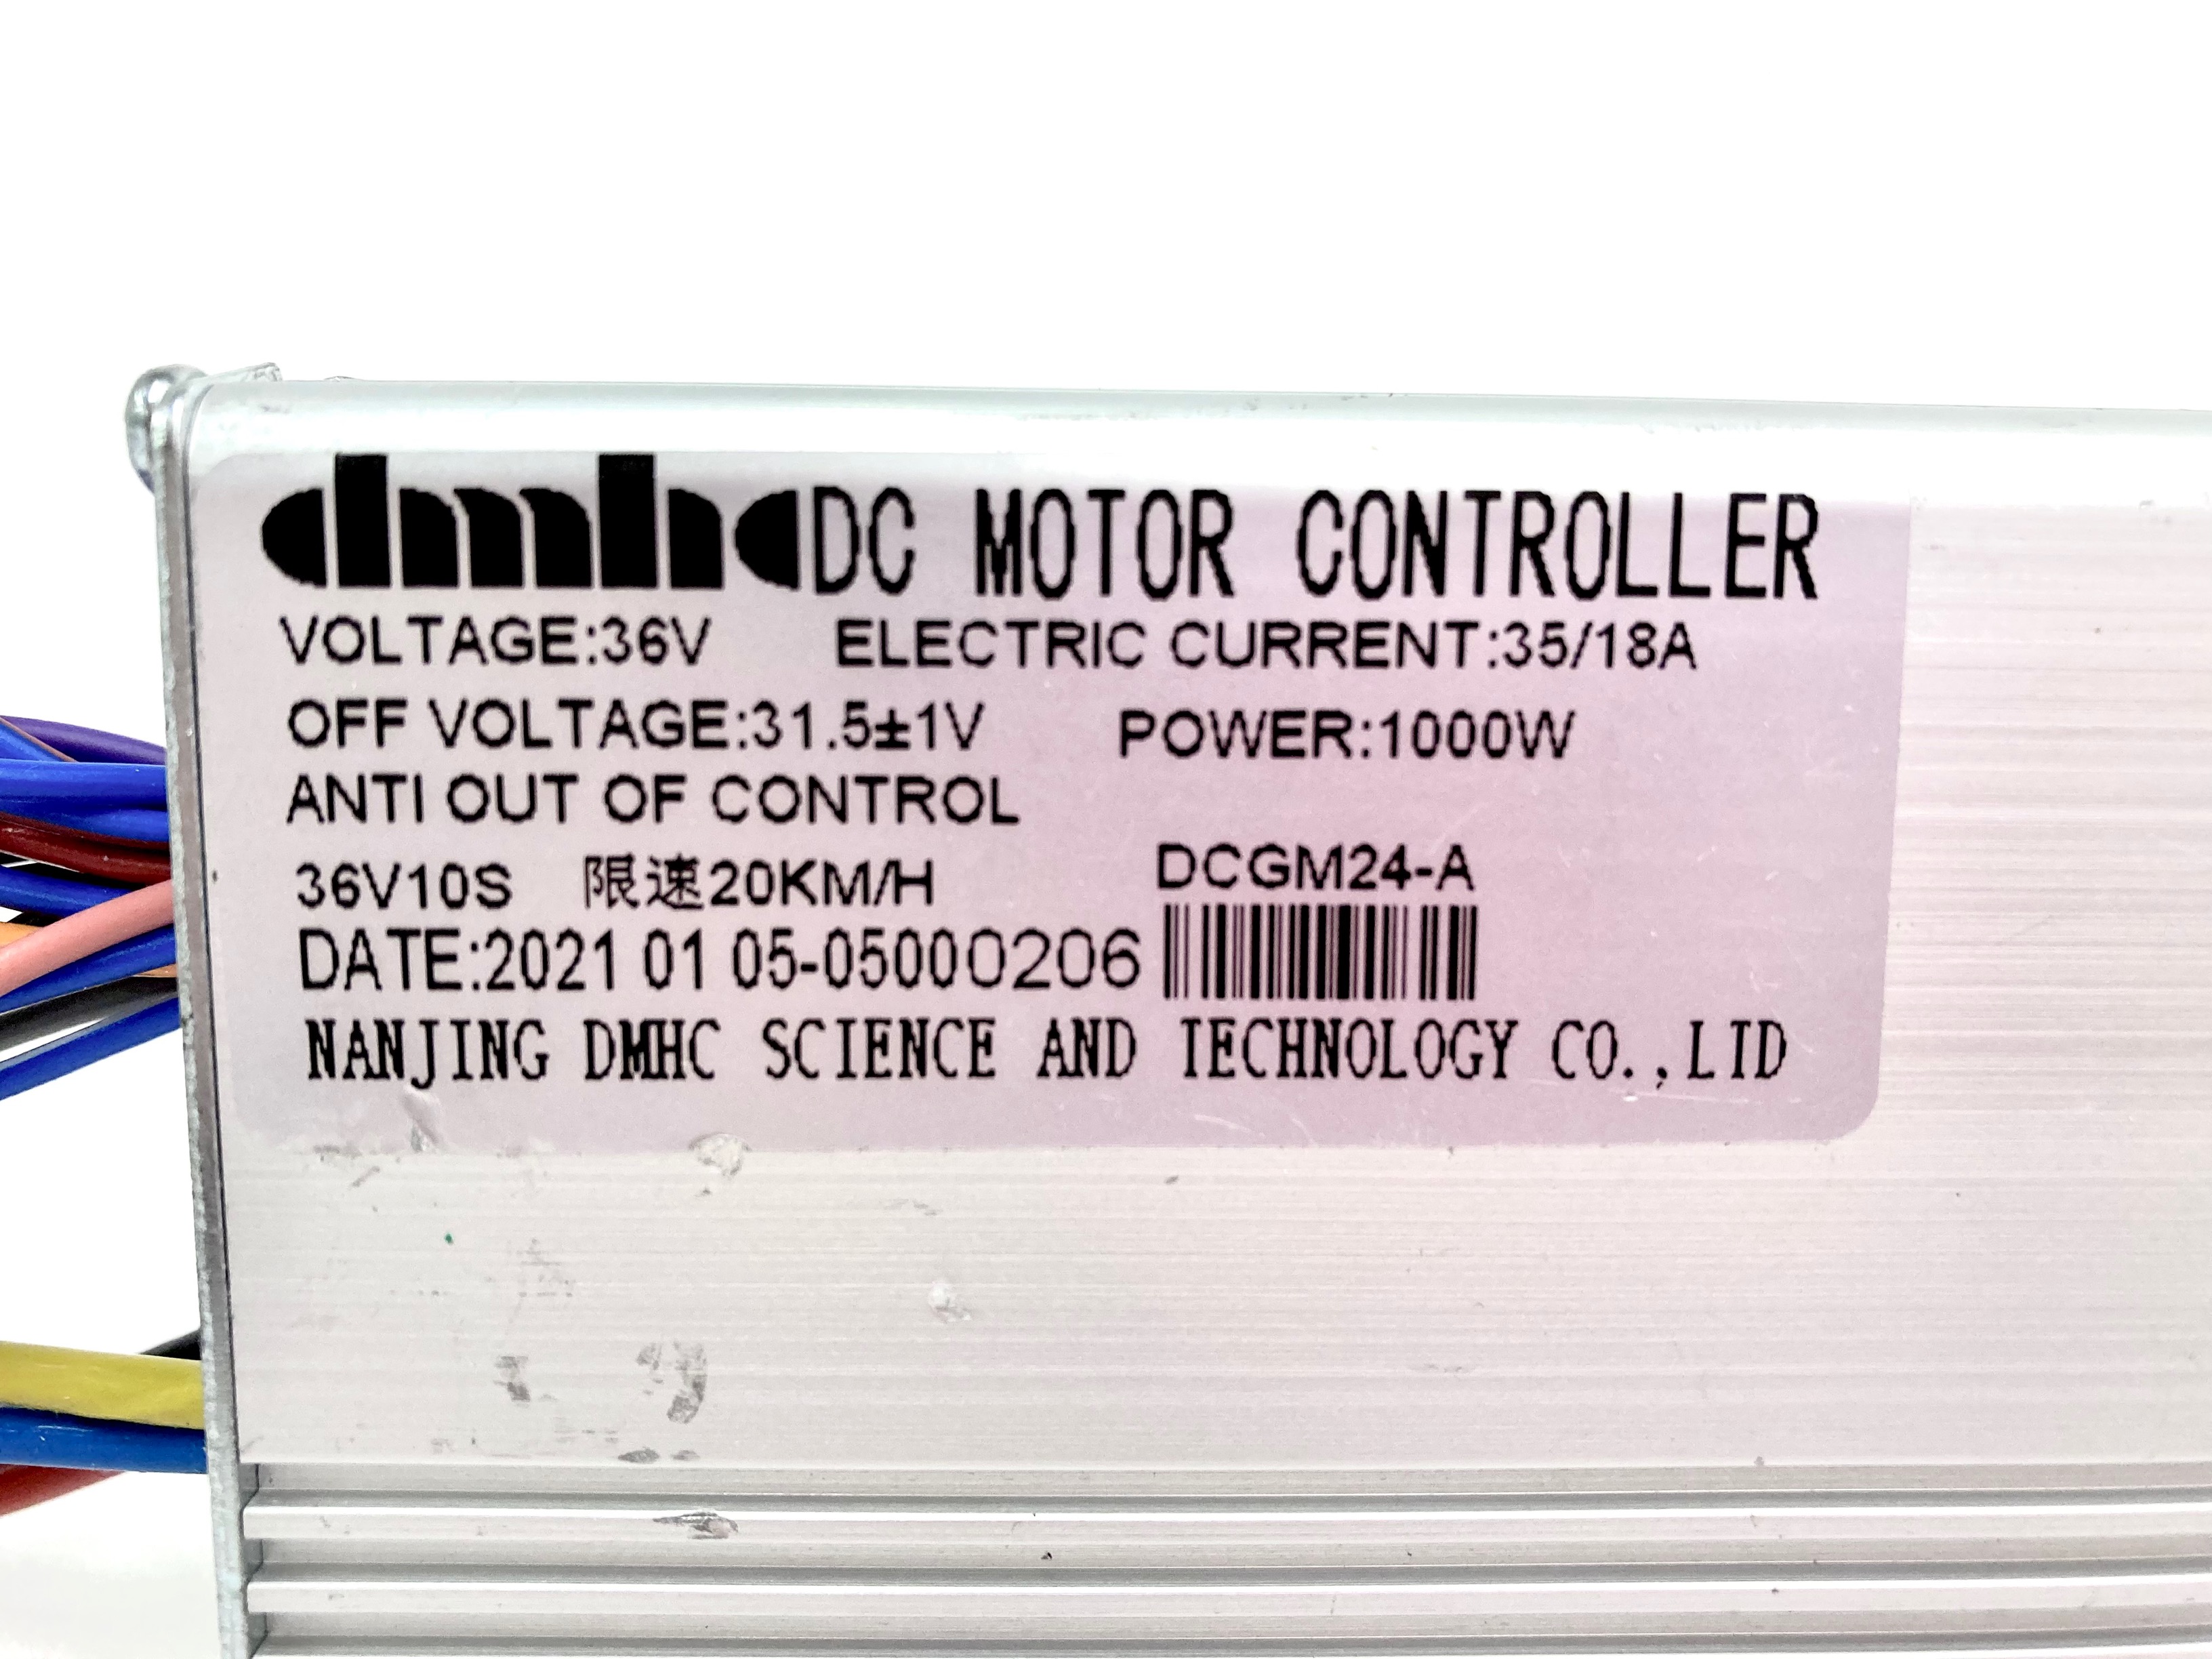 dmhc DC MOTOR CONTROLLER
VOLTAGE:36V ELECTRIC CURRENT:35/18A
OFF VOLTAGE:31.5±1V POWER:1000W
ANTI OUT OF CONTROL
36V10S 限速20KM/H DCGM24-A
DATE:2021 01 05-05000206
NANJING DMHC SCIENCE AND TECHNOLOGY CO.,LTD